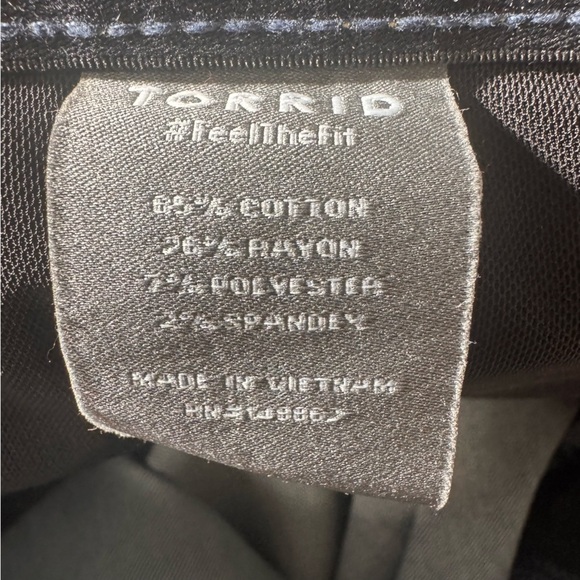 TORRID
#FeelTheFit
65% COTTON
26% RAYON
7% POLYESTER
2% SPANDEX
MADE IN VIETNAM